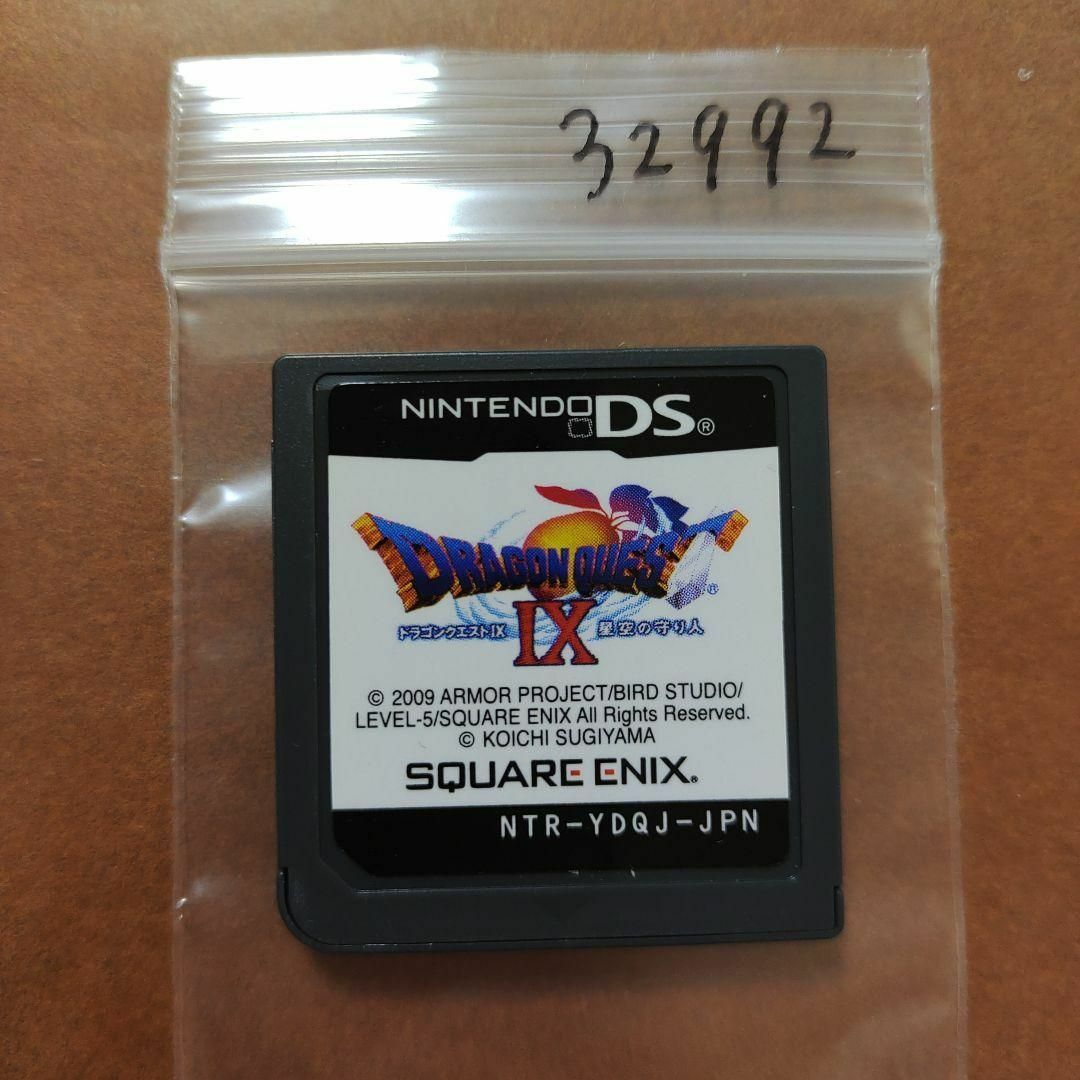 32992
NINTENDO DS®
DRAGON QUEST®
ドラゴンクエストIX IX 星空の守り人
© 2009 ARMOR PROJECT/BIRD STUDIO/
LEVEL-5/SQUARE ENIX All Rights Reserved.
© KOICHI SUGIYAMA
SQUARE ENIX®
NTR-YDQJ-JPN